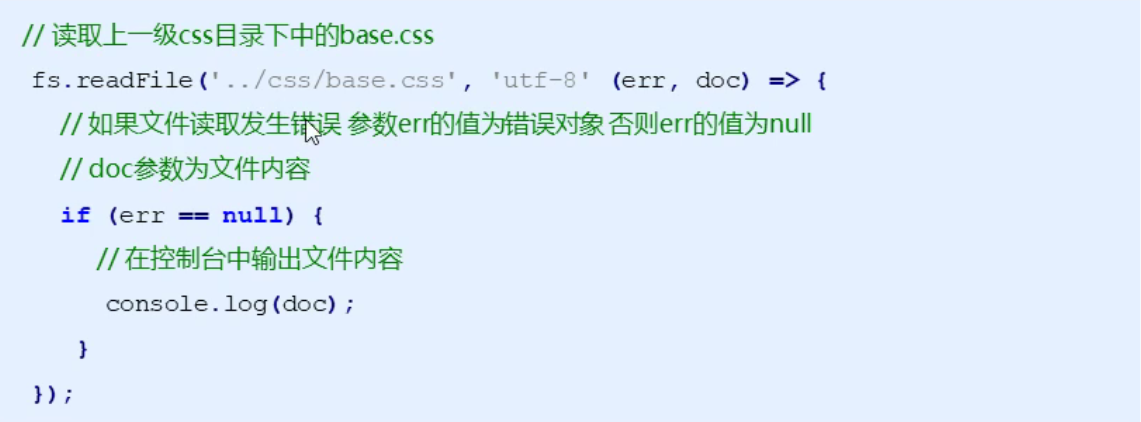 // 读取上一级css目录下中的base.css
fs.readFile('../css/base.css', 'utf-8' (err, doc) => {
// 如果文件读取发生错误 参数err的值为错误对象 否则err的值为null
// doc参数为文件内容
if (err == null) {
// 在控制台中输出文件内容
console.log(doc);
}
});